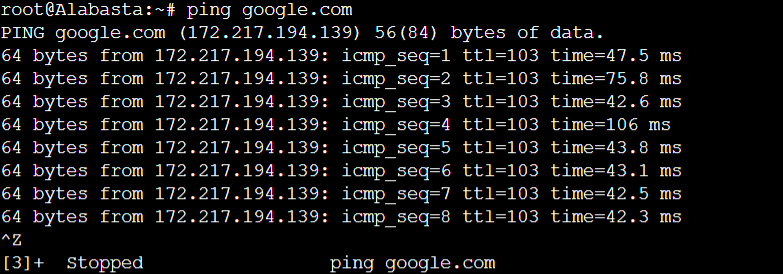 root@Alabasta:~# ping google.com
PING google.com (172.217.194.139) 56(84) bytes of data.
64 bytes from 172.217.194.139: icmp_seq=1 ttl=103 time=47.5 ms
64 bytes from 172.217.194.139: icmp_seq=2 ttl=103 time=75.8 ms
64 bytes from 172.217.194.139: icmp_seq=3 ttl=103 time=42.6 ms
64 bytes from 172.217.194.139: icmp_seq=4 ttl=103 time=106 ms
64 bytes from 172.217.194.139: icmp_seq=5 ttl=103 time=43.8 ms
64 bytes from 172.217.194.139: icmp_seq=6 ttl=103 time=43.1 ms
64 bytes from 172.217.194.139: icmp_seq=7 ttl=103 time=42.5 ms
64 bytes from 172.217.194.139: icmp_seq=8 ttl=103 time=42.3 ms
^Z
[3]+  Stopped                 ping google.com